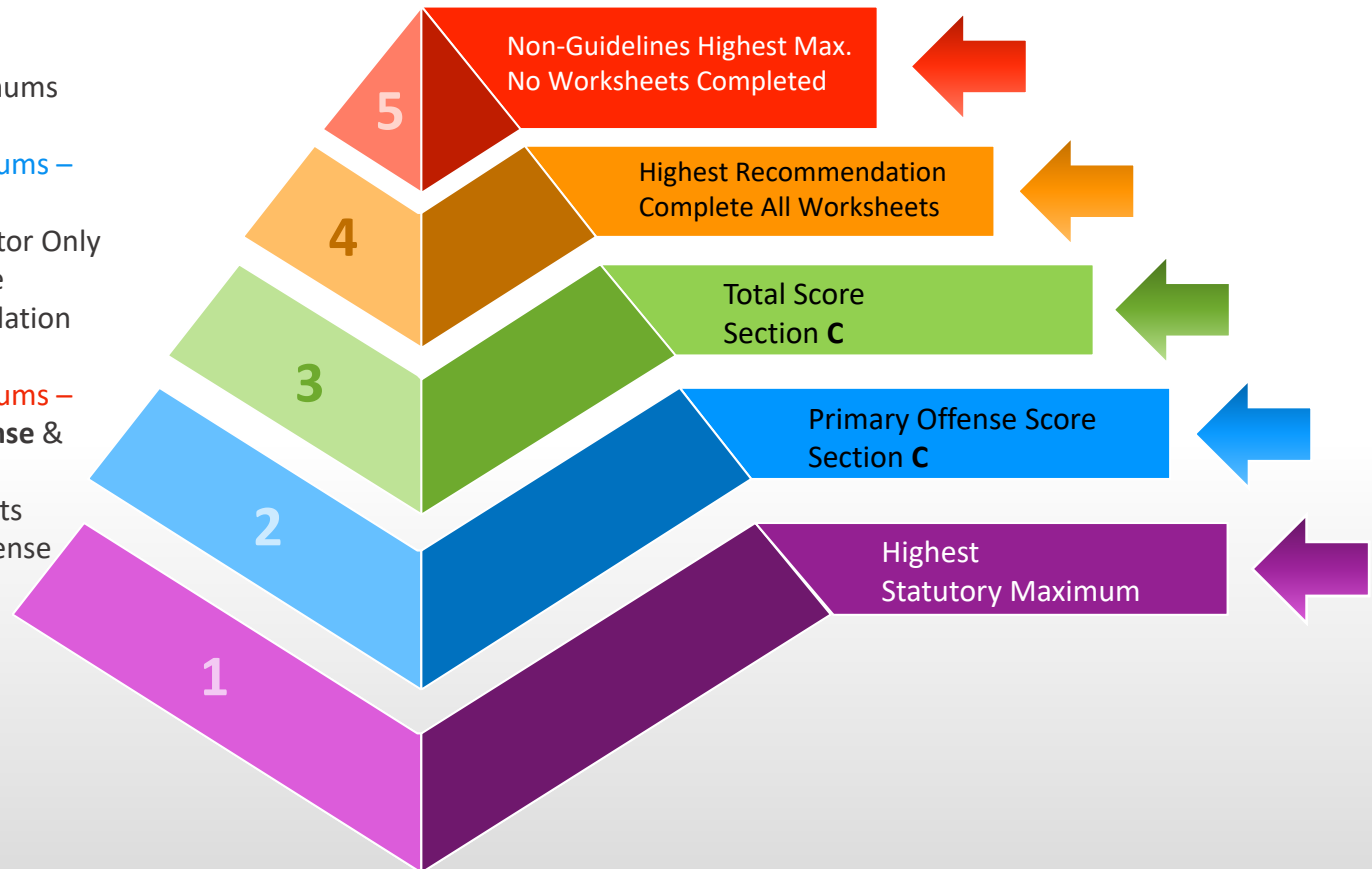 ums –
tor Only
lation
ums –
nse &
ts
ense
5
Non-Guidelines Highest Max.
No Worksheets Completed
4
Highest Recommendation
Complete All Worksheets
3
Total Score
Section C
2
Primary Offense Score
Section C
1
Highest
Statutory Maximum